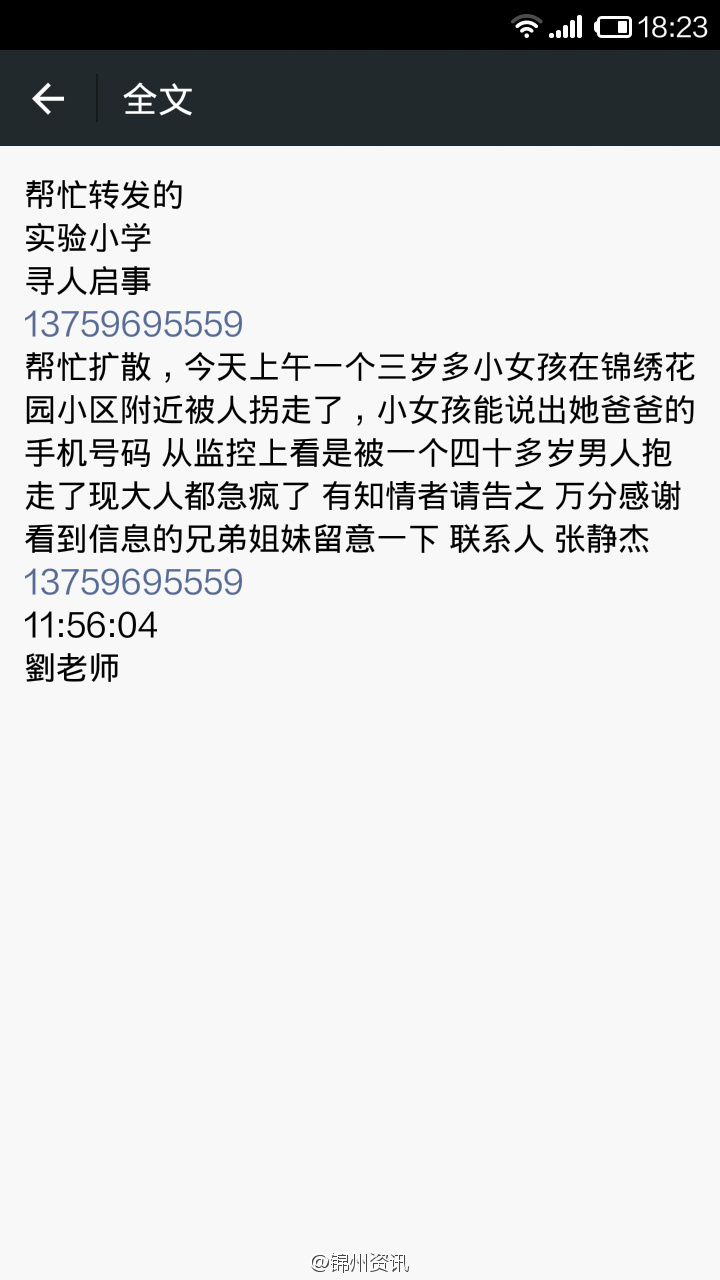 18:23
全文
帮忙转发的
实验小学
寻人启事
13759695559
帮忙扩散，今天上午一个三岁多小女孩在锦绣花
园小区附近被人拐走了，小女孩能说出她爸爸的
手机号码 从监控上看是被一个四十多岁男人抱
走了现大人都急疯了 有知情者请告之 万分感谢
看到信息的兄弟姐妹留意一下 联系人 张静杰
13759695559
11:56:04
劉老师
@锦州资讯